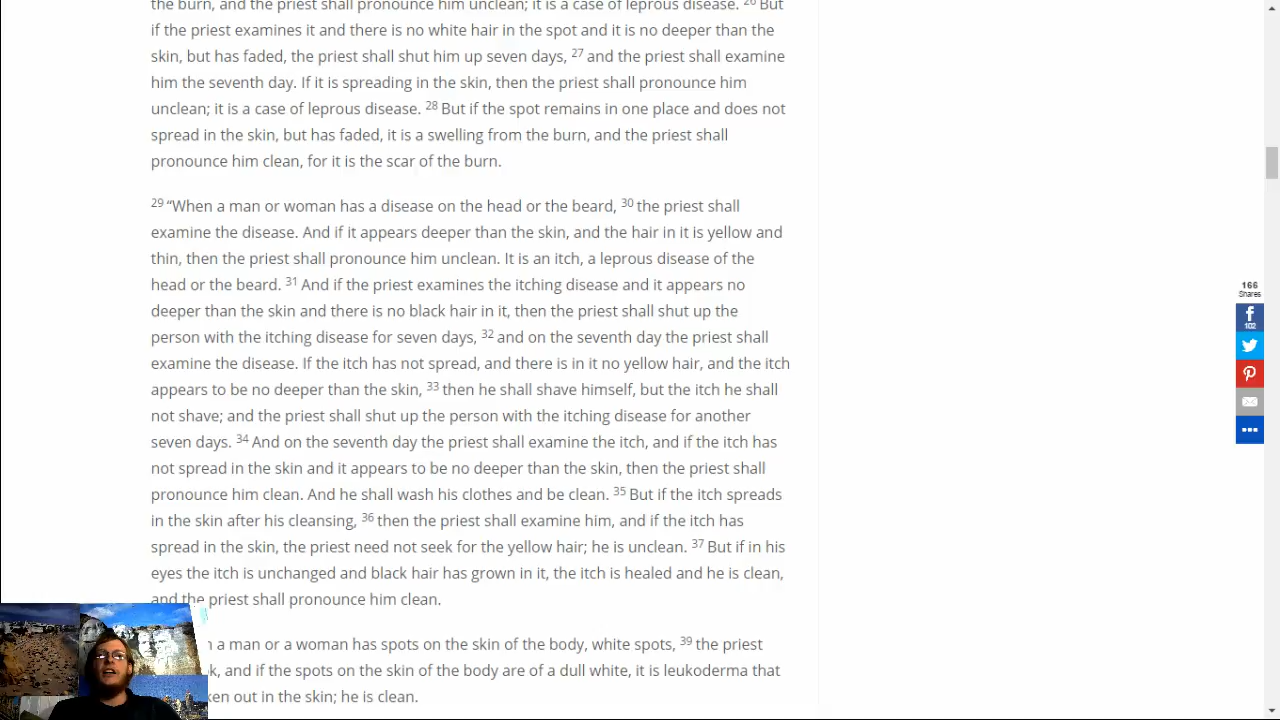 the burn, and the priest shall pronounce him unclean; it is a case of leprous disease. 26 But
if the priest examines it and there is no white hair in the spot and it is no deeper than the
skin, but has faded, the priest shall shut him up seven days, 27 and the priest shall examine
him the seventh day. If it is spreading in the skin, then the priest shall pronounce him
unclean; it is a case of leprous disease. 28 But if the spot remains in one place and does not
spread in the skin, but has faded, it is a swelling from the burn, and the priest shall
pronounce him clean, for it is the scar of the burn.
29 “When a man or woman has a disease on the head or the beard, 30 the priest shall
examine the disease. And if it appears deeper than the skin, and the hair in it is yellow and
thin, then the priest shall pronounce him unclean. It is an itch, a leprous disease of the
head or the beard. 31 And if the priest examines the itching disease and it appears no
deeper than the skin and there is no black hair in it, then the priest shall shut up the
person with the itching disease for seven days, 32 and on the seventh day the priest shall
examine the disease. If the itch has not spread, and there is in it no yellow hair, and the itch
appears to be no deeper than the skin, 33 then he shall shave himself, but the itch he shall
not shave; and the priest shall shut up the person with the itching disease for another
seven days. 34 And on the seventh day the priest shall examine the itch, and if the itch has
not spread in the skin and it appears to be no deeper than the skin, then the priest shall
pronounce him clean. And he shall wash his clothes and be clean. 35 But if the itch spreads
in the skin after his cleansing, 36 then the priest shall examine him, and if the itch has
spread in the skin, the priest need not seek for the yellow hair; he is unclean. 37 But if in his
eyes the itch is unchanged and black hair has grown in it, the itch is healed and he is clean,
and the priest shall pronounce him clean.
a man or a woman has spots on the skin of the body, white spots, 39 the priest
and if the spots on the skin of the body are of a dull white, it is leukoderma that
out in the skin; he is clean.
166
Shares
102